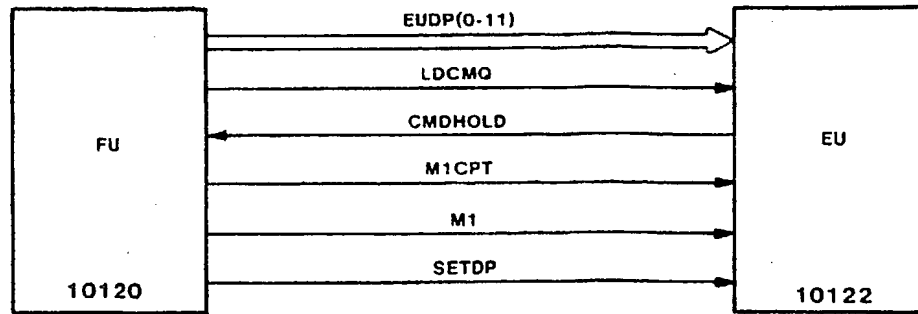 EUDP(0-11)
LDCMQ
CMDHOLD
FU
EU
M1CPT
M1
SETDP
10120
10122